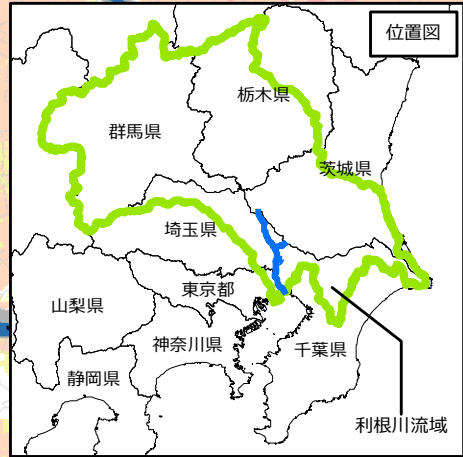 位置図
栃木県
群馬県
茨城県
埼玉県
東京都
山梨県
神奈川県
千葉県
静岡県
利根川流域